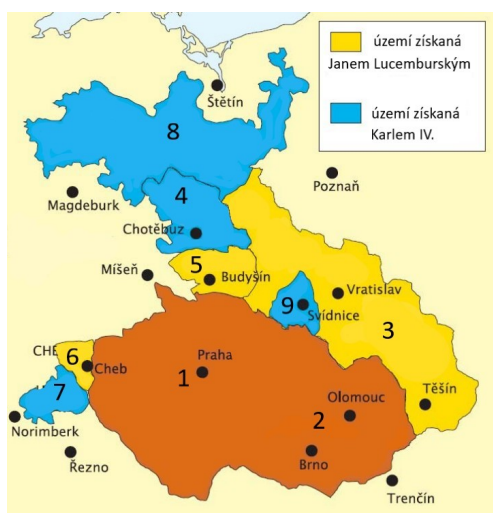 území získaná
Janem Lucemburským
území získaná
Karlem IV.
Štětín
8
Poznaň
Magdeburk
4
Chotěbuz
5
Míšeň
Budyšín
Vratislav
9
Svídnice
3
CHE
6
Cheb
Praha
1
7
Těšín
Olomouc
2
Norimberk
Řezno
Brno
Trenčín